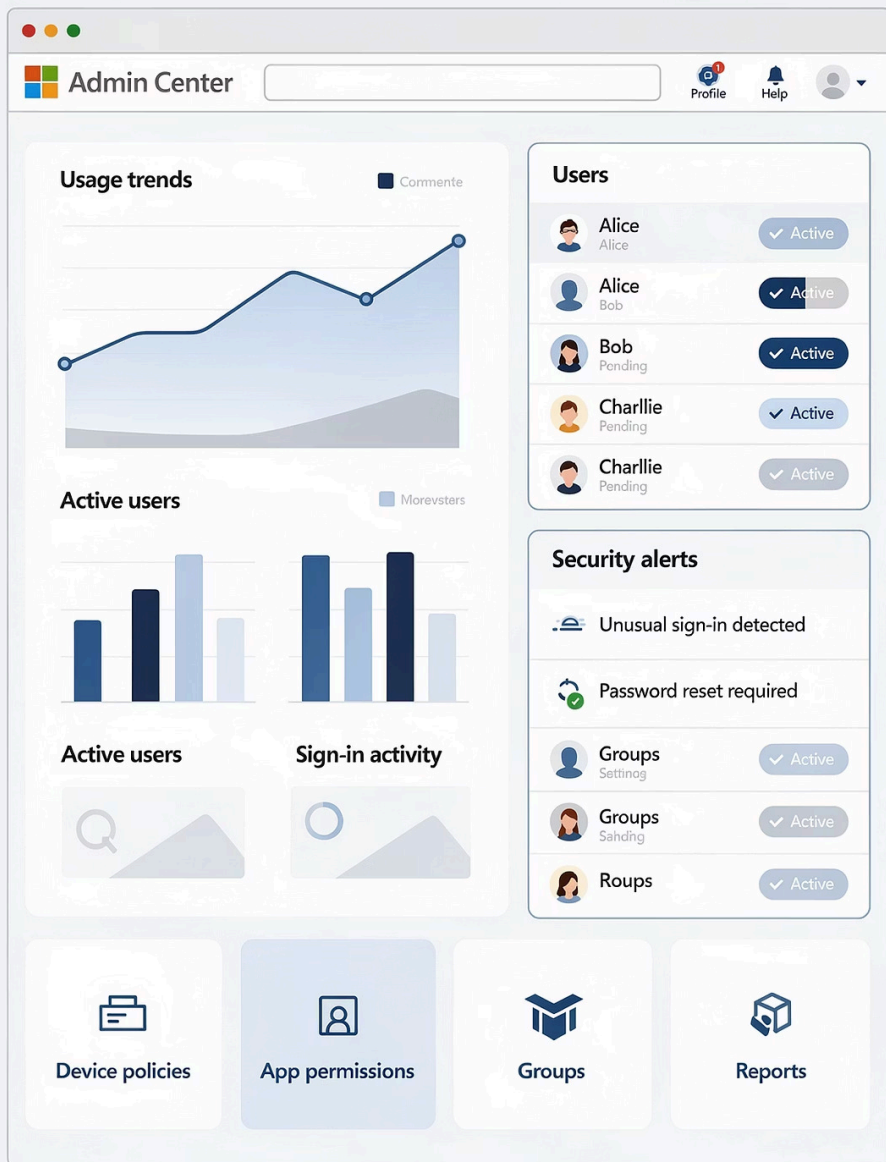 Admin Center
1
Profile
Help
Usage trends
Commente
Active users
Morevsters
Active users
Sign-in activity
Users
Alice
Alice
Active
Alice
Bob
Active
Bob
Pending
Active
Charllie
Pending
Active
Charllie
Pending
Active
Security alerts
Unusual sign-in detected
Password reset required
Groups
Active
Groups
Active
Roups
Active
Device policies
App permissions
Groups
Reports